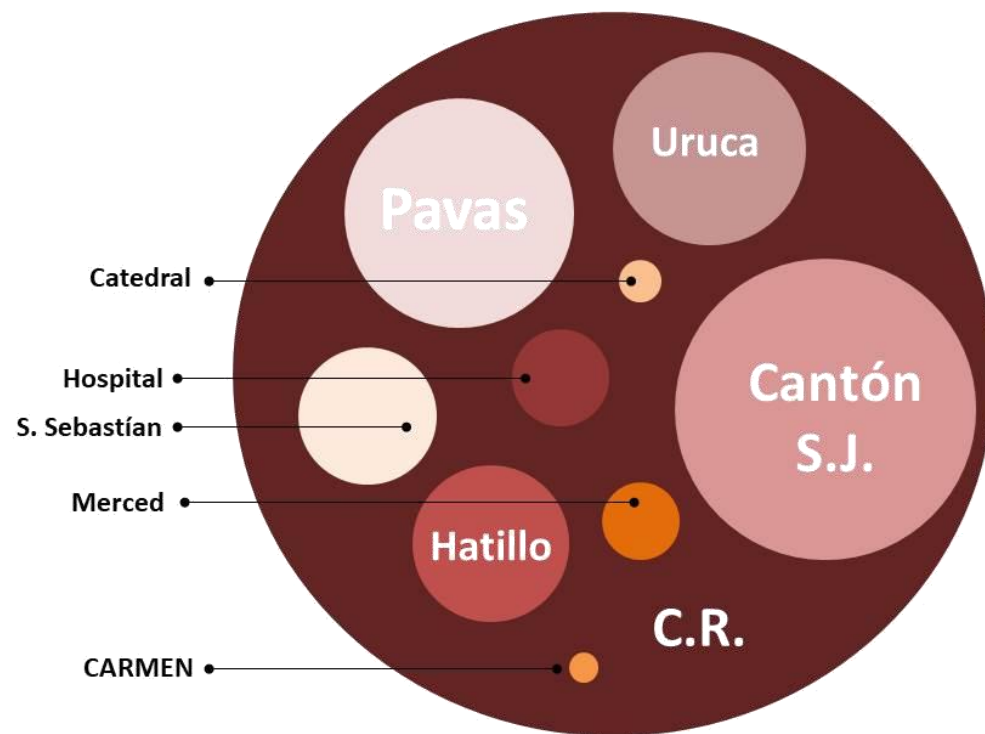 Uruca
Pavas
Catedral
Hospital
Cantón
S.J.
S. Sebastían
Merced
Hatillo
C.R.
CARMEN